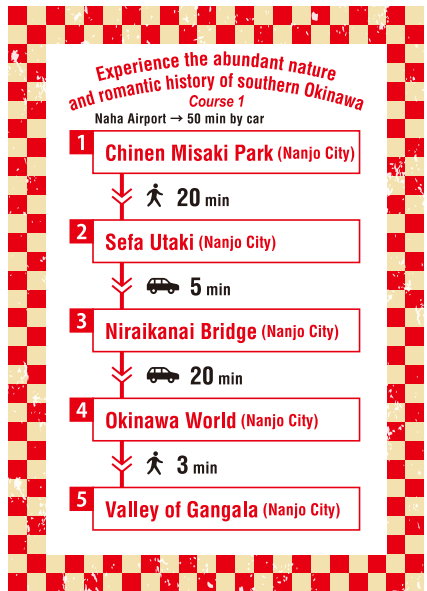 Experience the abundant nature
and romantic history of southern Okinawa
Course 1
Naha Airport → 50 min by car
1
Chinen Misaki Park (Nanjo City)
20 min
2
Sefa Utaki (Nanjo City)
5 min
3
Niraikanai Bridge (Nanjo City)
20 min
4
Okinawa World (Nanjo City)
3 min
5
Valley of Gangala (Nanjo City)